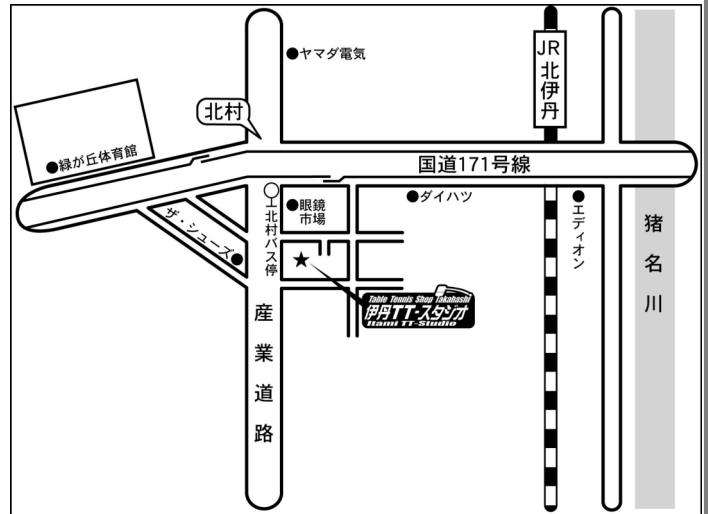 ヤマダ電気
JR北伊丹
北村
緑が丘体育館
国道171号線
眼鏡
市場
ダイハツ
エディオン
北村バス停
ザ・シューズ
猪名川
Table Tennis Shop Takahashi
伊丹TT-スタジオ
Itami TT-Studio
産業道路